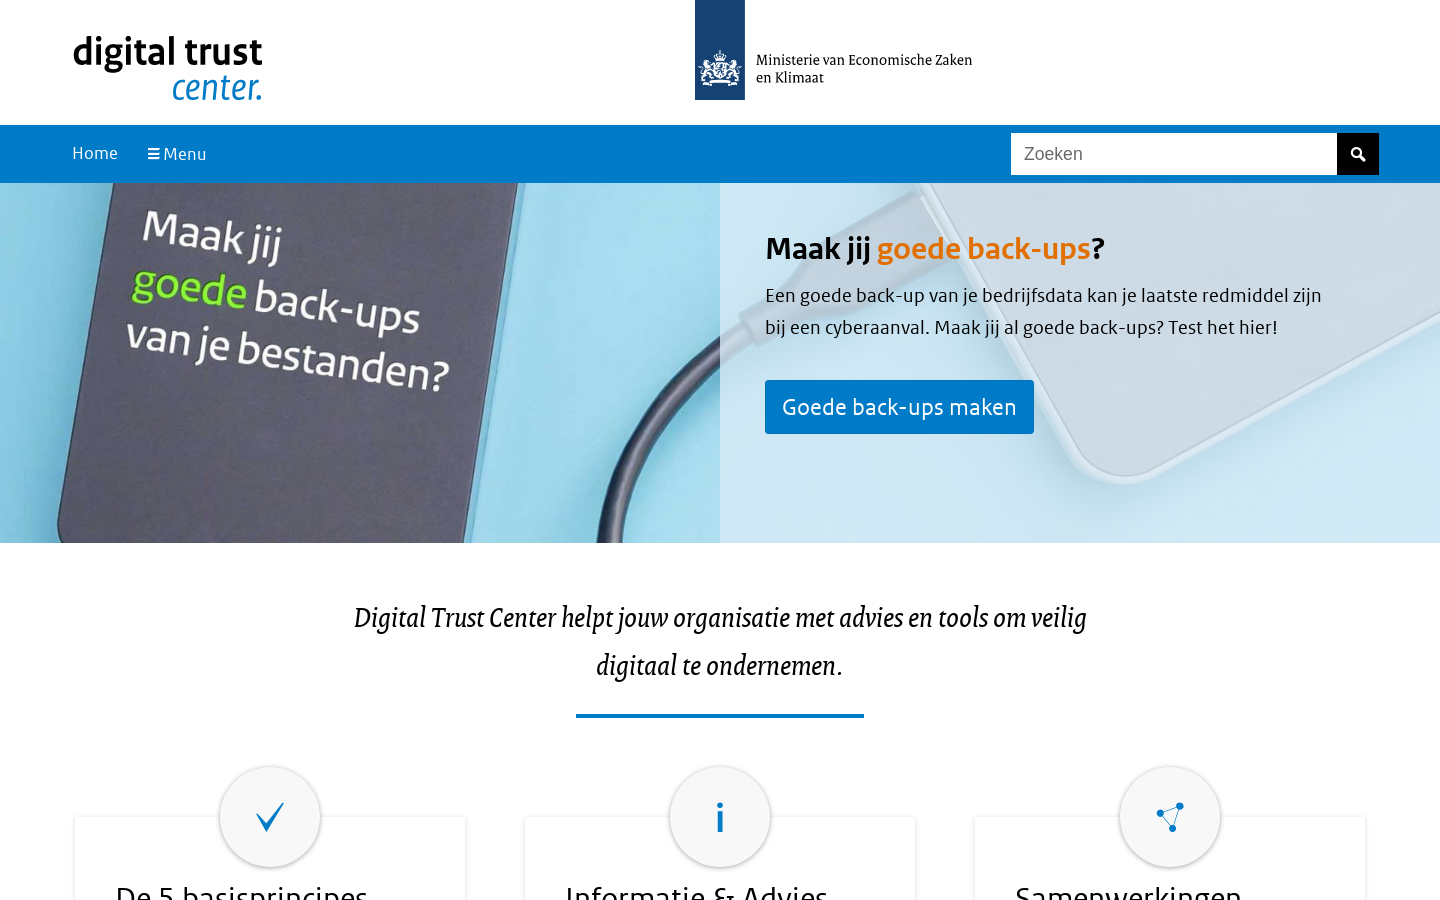 digital trust
center.
Ministerie van Economische Zaken
en Klimaat
Home
Menu
Zoeken
Maak jij
goede back-ups
van je bestanden?
Maak jij goede back-ups?
Een goede back-up van je bedrijfsdata kan je laatste redmiddel zijn
bij een cyberaanval. Maak jij al goede back-ups? Test het hier!
Goede back-ups maken
Digital Trust Center helpt jouw organisatie met advies en tools om veilig
digitaal te ondernemen.
De 5 basisprincipes
Informatie & Advies
Samenwerkingen